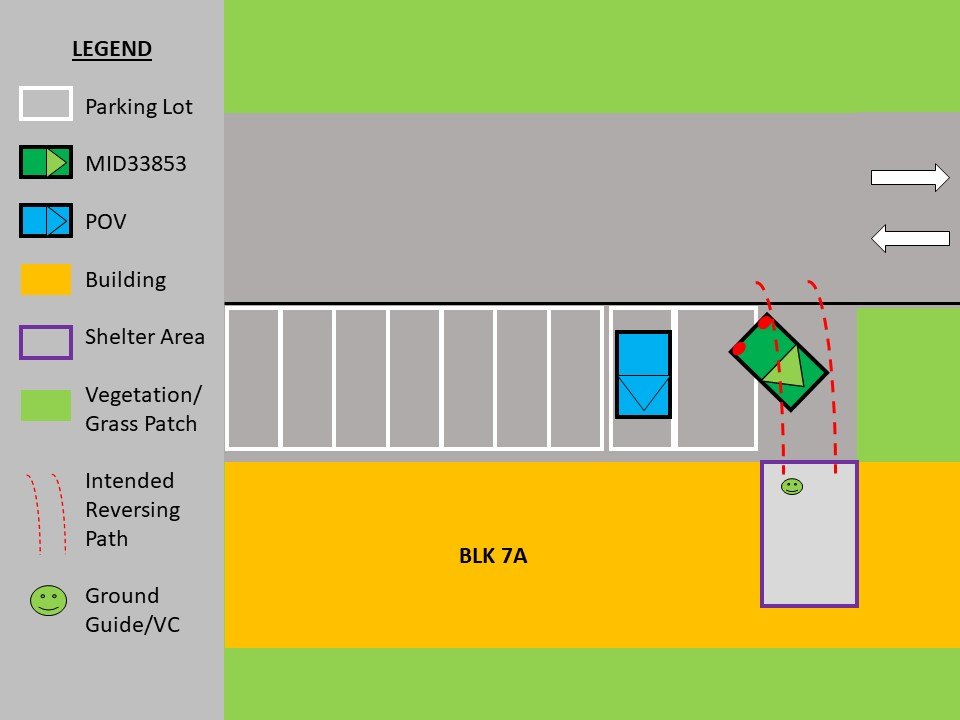 LEGEND
Parking Lot
MID33853
POV
Building
Shelter Area
Vegetation/
Grass Patch
Intended
Reversing
Path
Ground
Guide/VC
BLK 7A